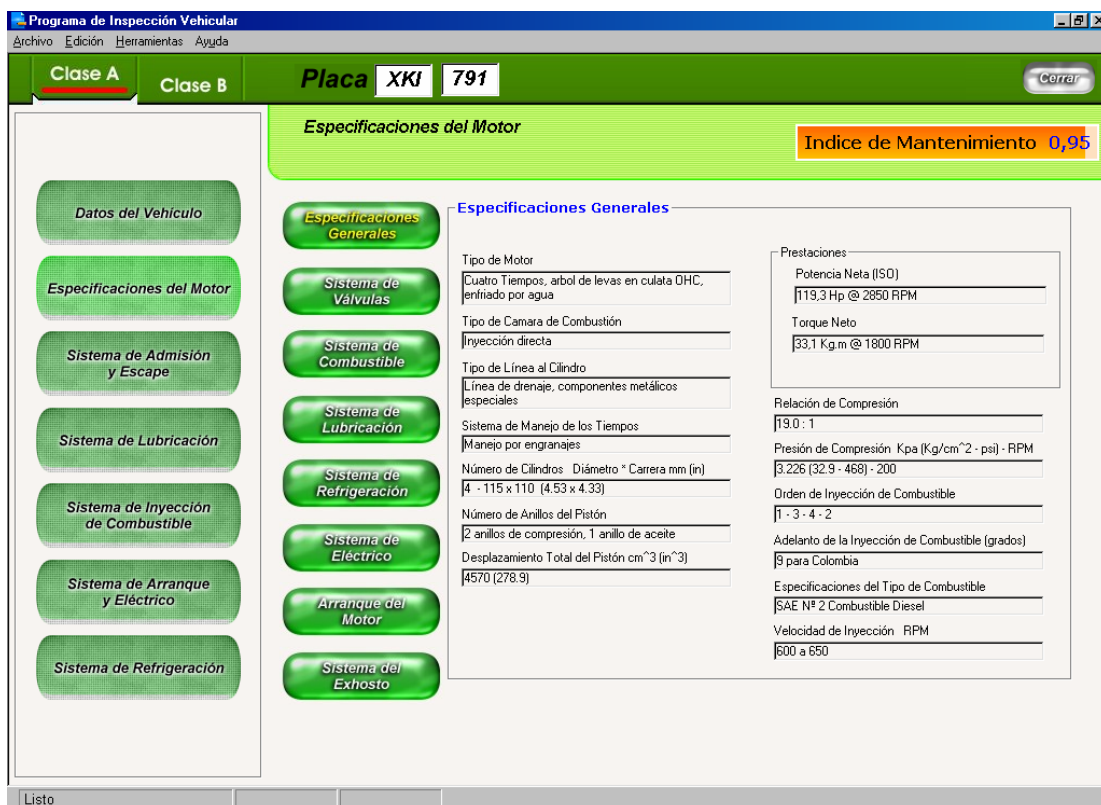 Programa de Inspección Vehicular
Archivo Edición Herramientas Ayuda
Clase A
Clase B
Placa XKI 791
Cerrar
Especificaciones del Motor
Indice de Mantenimiento 0,95
Datos del Vehículo
Especificaciones del Motor
Sistema de Admisión
y Escape
Sistema de Lubricación
Sistema de Inyección
de Combustible
Sistema de Arranque
y Eléctrico
Sistema de Refrigeración
Especificaciones
Generales
Sistema de
Válvulas
Sistema de
Combustible
Sistema de
Lubricación
Sistema de
Refrigeración
Sistema de
Eléctrico
Arranque del
Motor
Sistema del
Exhosto
Especificaciones Generales
Tipo de Motor
Cuatro Tiempos, arbol de levas en culata OHC,
enfriado por agua
Tipo de Camara de Combustión
Inyección directa
Tipo de Línea al Cilindro
Línea de drenaje, componentes metálicos
especiales
Sistema de Manejo de los Tiempos
Manejo por engranajes
Número de Cilindros Diámetro * Carrera mm (in)
4 - 115 x 110 (4.53 x 4.33)
Número de Anillos del Pistón
2 anillos de compresión, 1 anillo de aceite
Desplazamiento Total del Pistón cm^3 (in^3)
4570 (278.9)
Prestaciones
Potencia Neta (ISO)
119,3 Hp @ 2850 RPM
Torque Neto
33,1 Kg.m @ 1800 RPM
Relación de Compresión
19.0 : 1
Presión de Compresión Kpa (Kg/cm^2 - psi) - RPM
3.226 (32.9 - 468) - 200
Orden de Inyección de Combustible
1 - 3 - 4 - 2
Adelanto de la Inyección de Combustible (grados)
9 para Colombia
Especificaciones del Tipo de Combustible
SAE Nº 2 Combustible Diesel
Velocidad de Inyección RPM
600 a 650
Listo